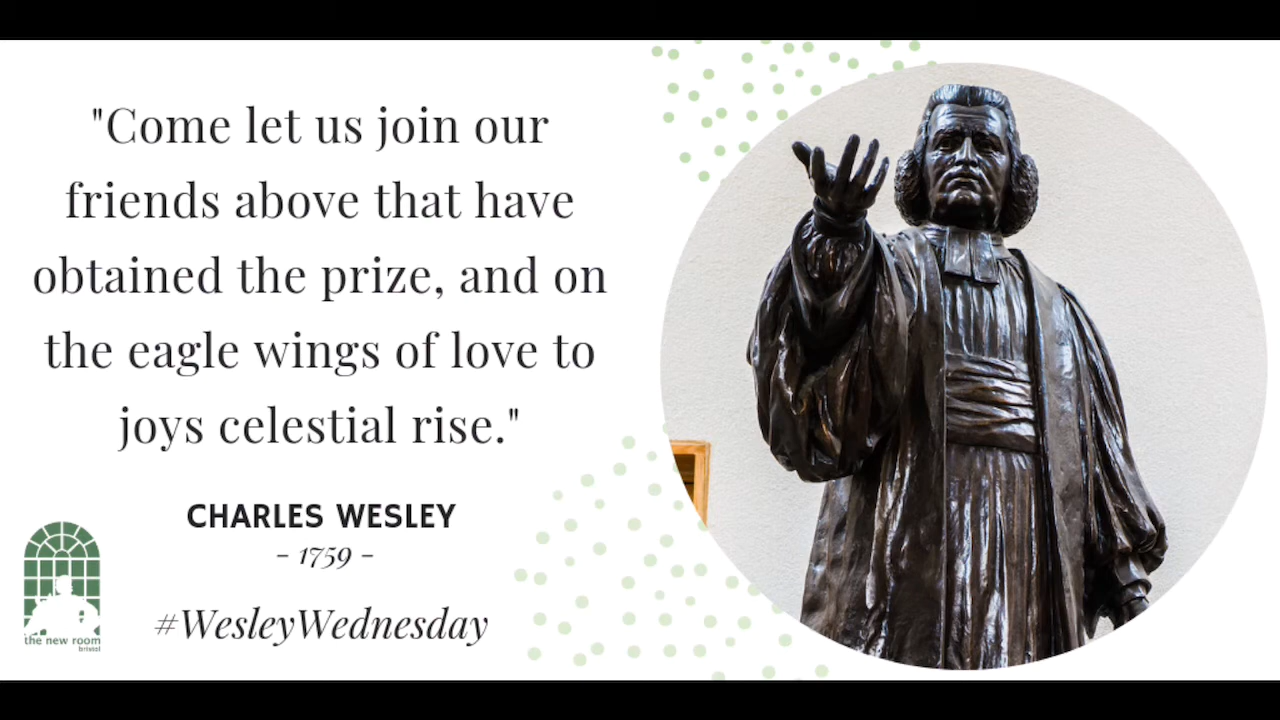 "Come let us join our
friends above that have
obtained the prize, and on
the eagle wings of love to
joys celestial rise."
CHARLES WESLEY
- 1759 -
#WesleyWednesday
the new room
bristol